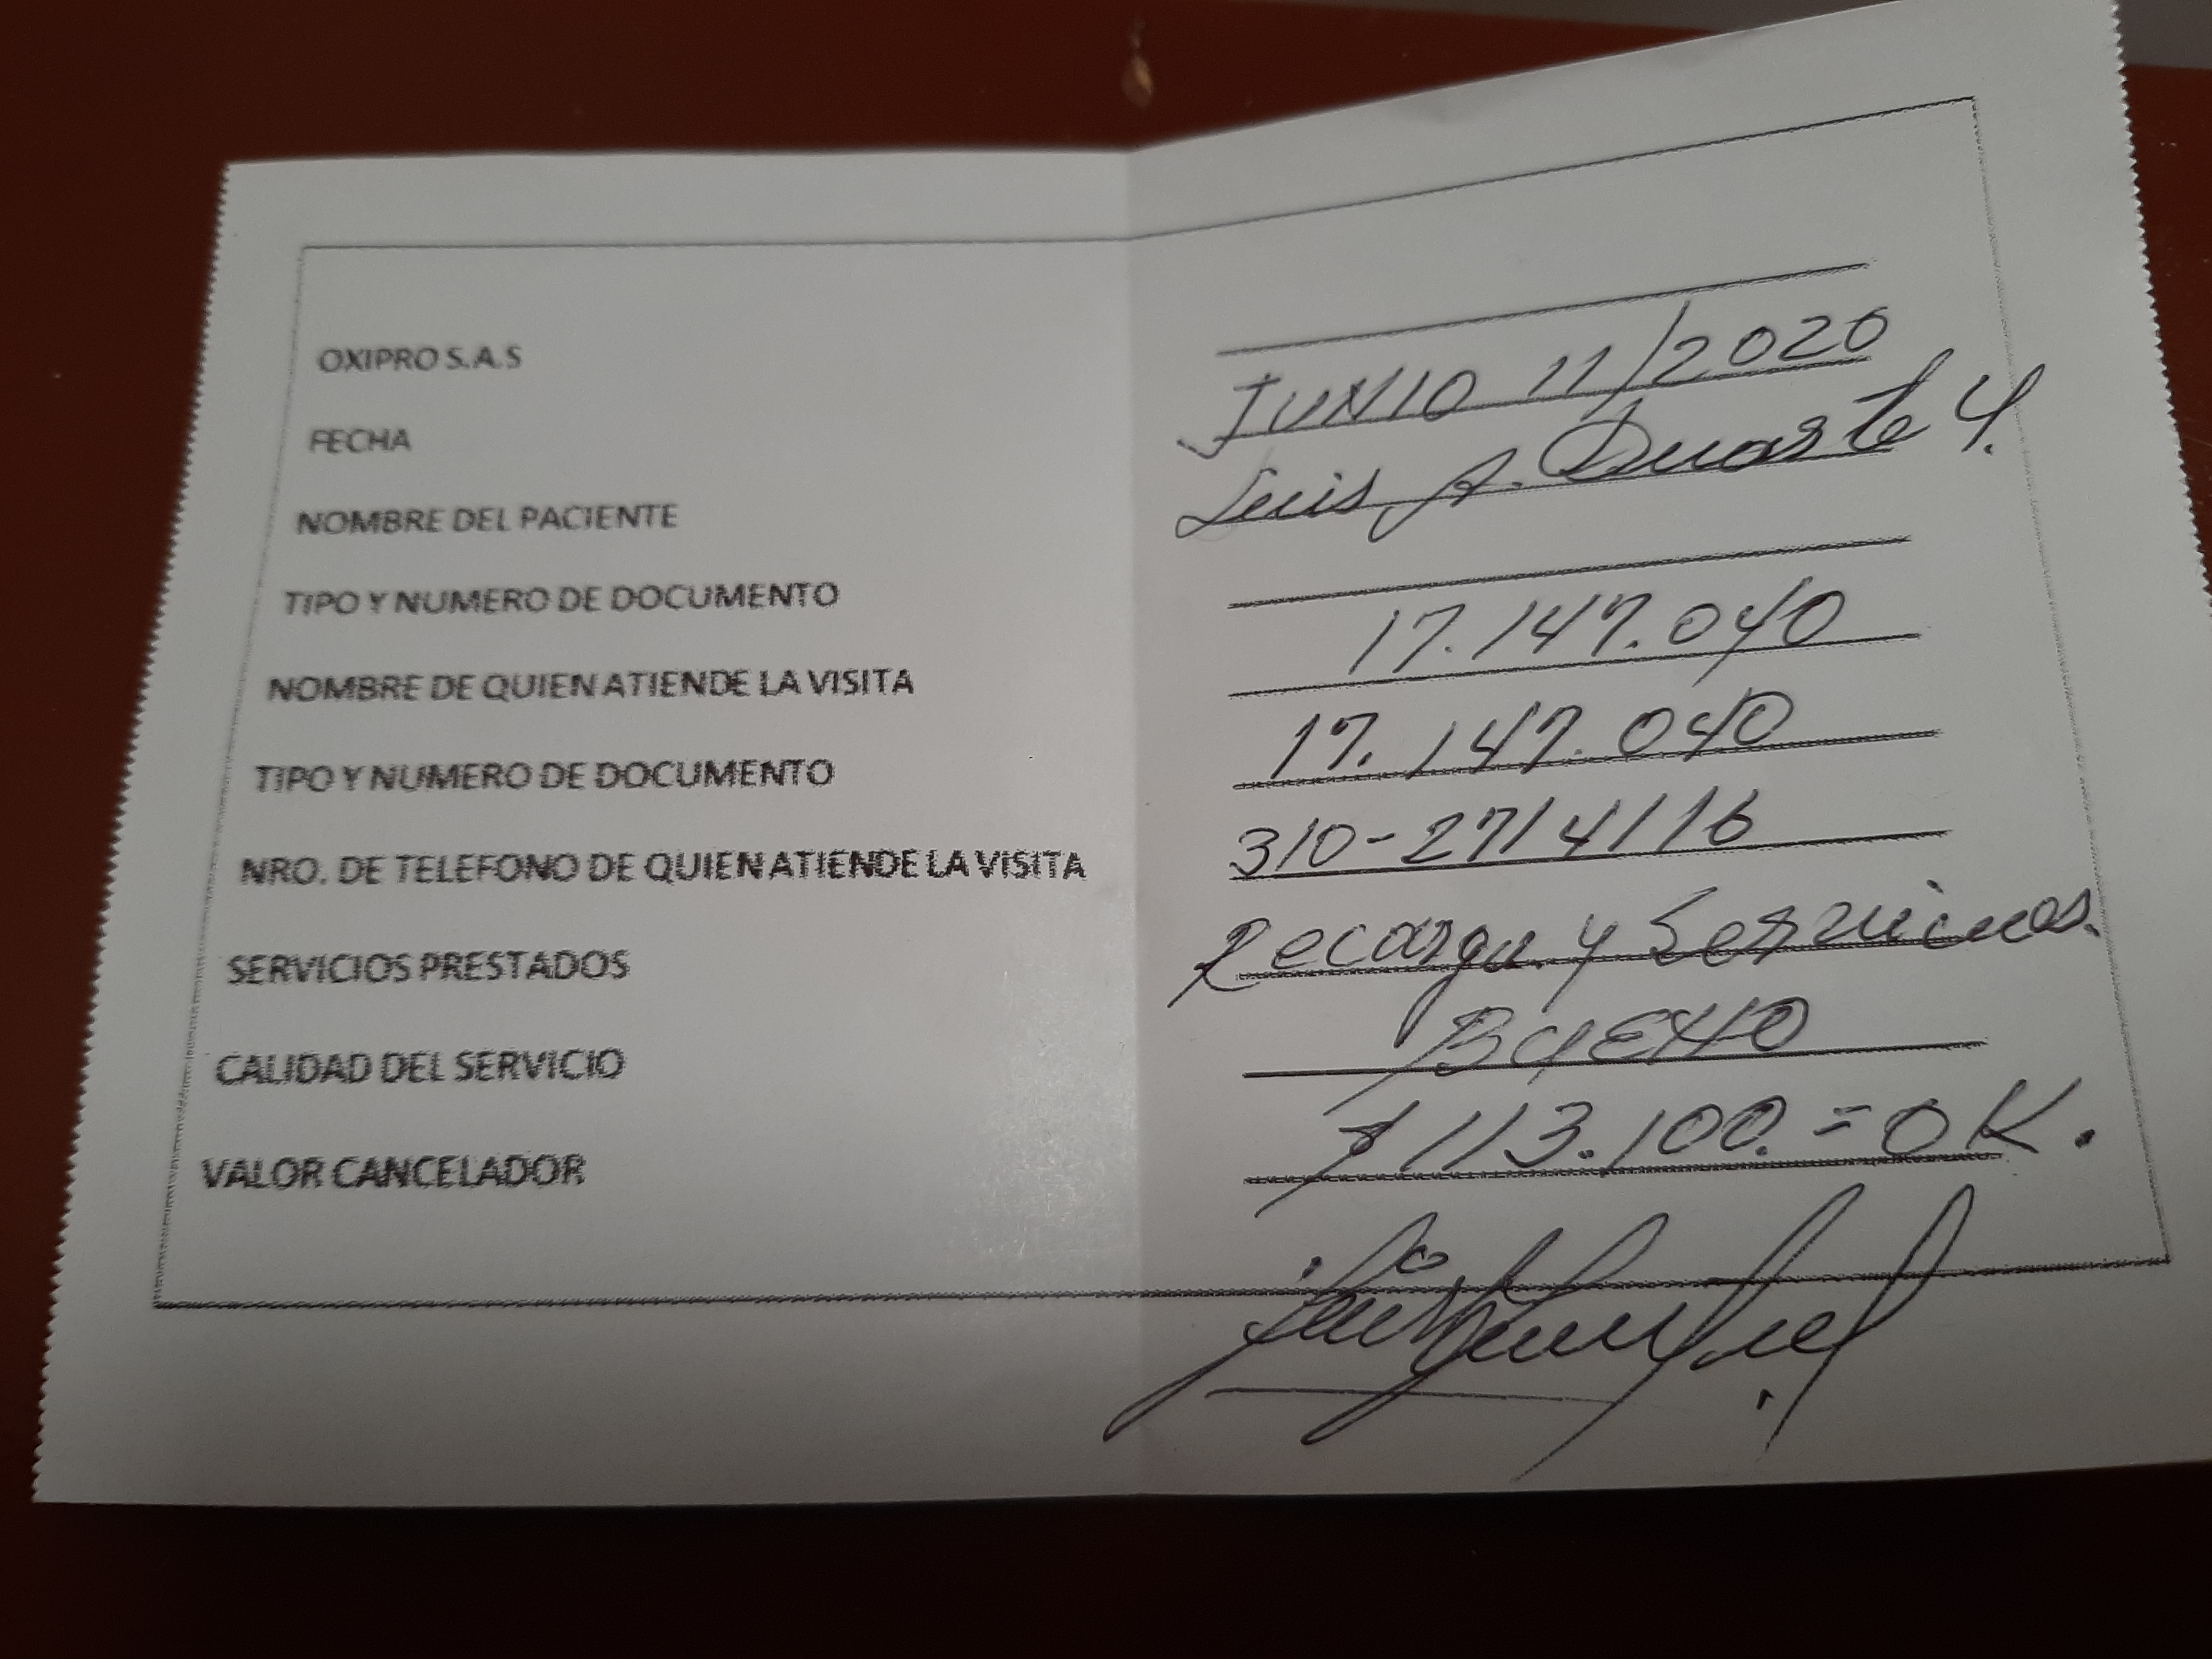 OXIPRO S.A.S
FECHA JUNIO 11/2020
NOMBRE DEL PACIENTE Luis A. Duarte Y.
TIPO Y NUMERO DE DOCUMENTO
NOMBRE DE QUIEN ATIENDE LA VISITA 17.147.040
TIPO Y NUMERO DE DOCUMENTO 17.147.040
NRO. DE TELEFONO DE QUIEN ATIENDE LA VISITA 310-2714116
SERVICIOS PRESTADOS Recarga y Servicios.
CALIDAD DEL SERVICIO BUENO
VALOR CANCELADOR $113.100.= OK.